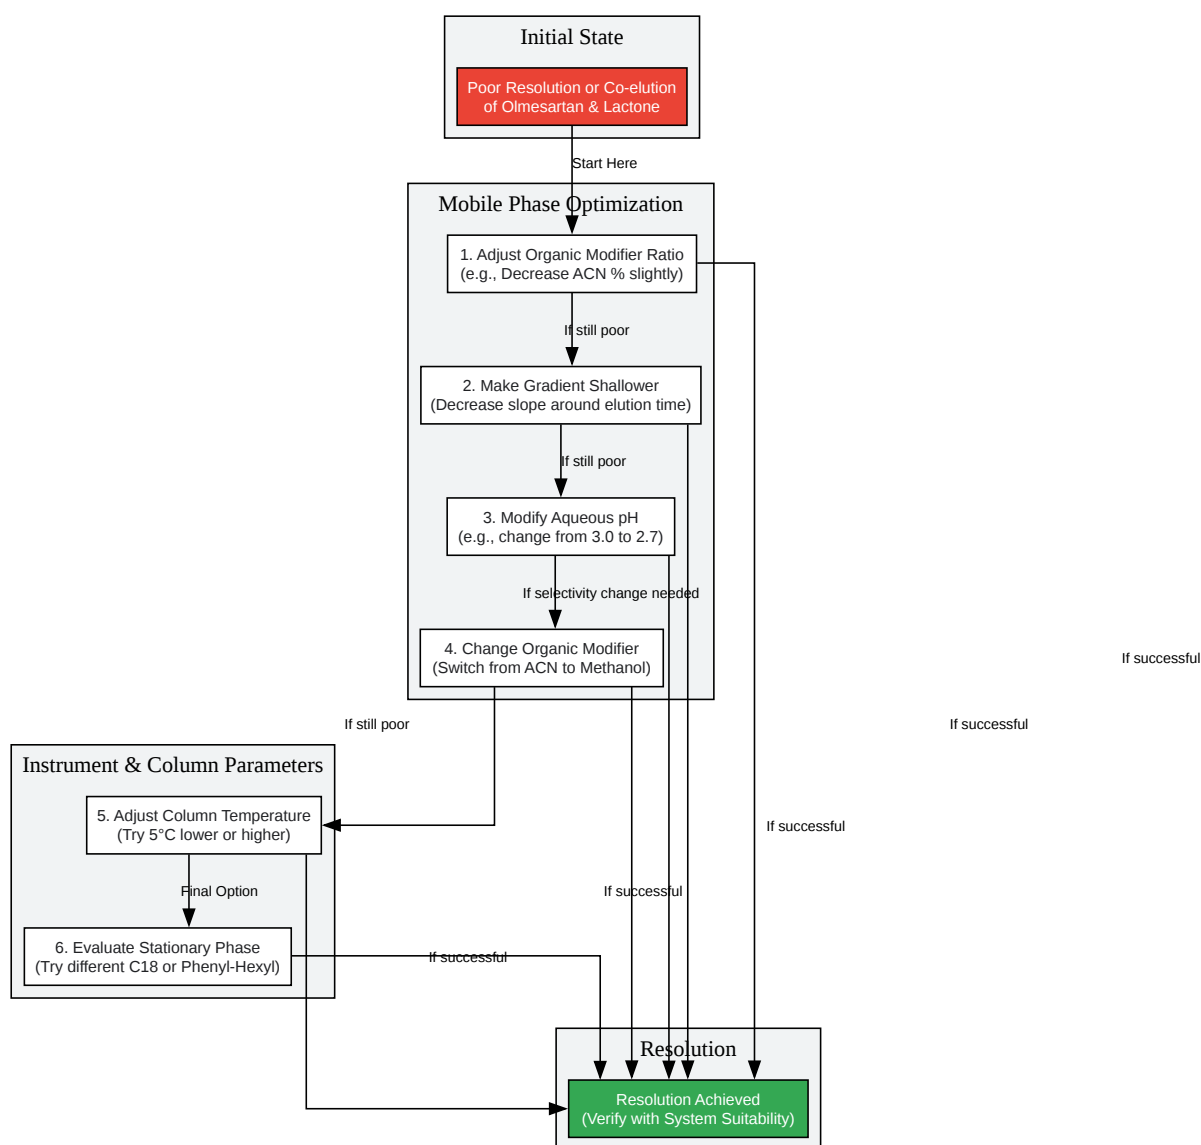 Initial State
Poor Resolution or Co-elution
of Olmesartan & Lactone
Start Here
Mobile Phase Optimization
1. Adjust Organic Modifier Ratio
(e.g., Decrease ACN % slightly)
If still poor
2. Make Gradient Shallower
(Decrease slope around elution time)
If still poor
3. Modify Aqueous pH
(e.g., change from 3.0 to 2.7)
If selectivity change needed
4. Change Organic Modifier
(Switch from ACN to Methanol)
If successful
If still poor
If successful
Instrument & Column Parameters
5. Adjust Column Temperature
(Try 5°C lower or higher)
If successful
Final Option
If successful
6. Evaluate Stationary Phase
(Try different C18 or Phenyl-Hexyl)
If successful
Resolution
Resolution Achieved
(Verify with System Suitability)